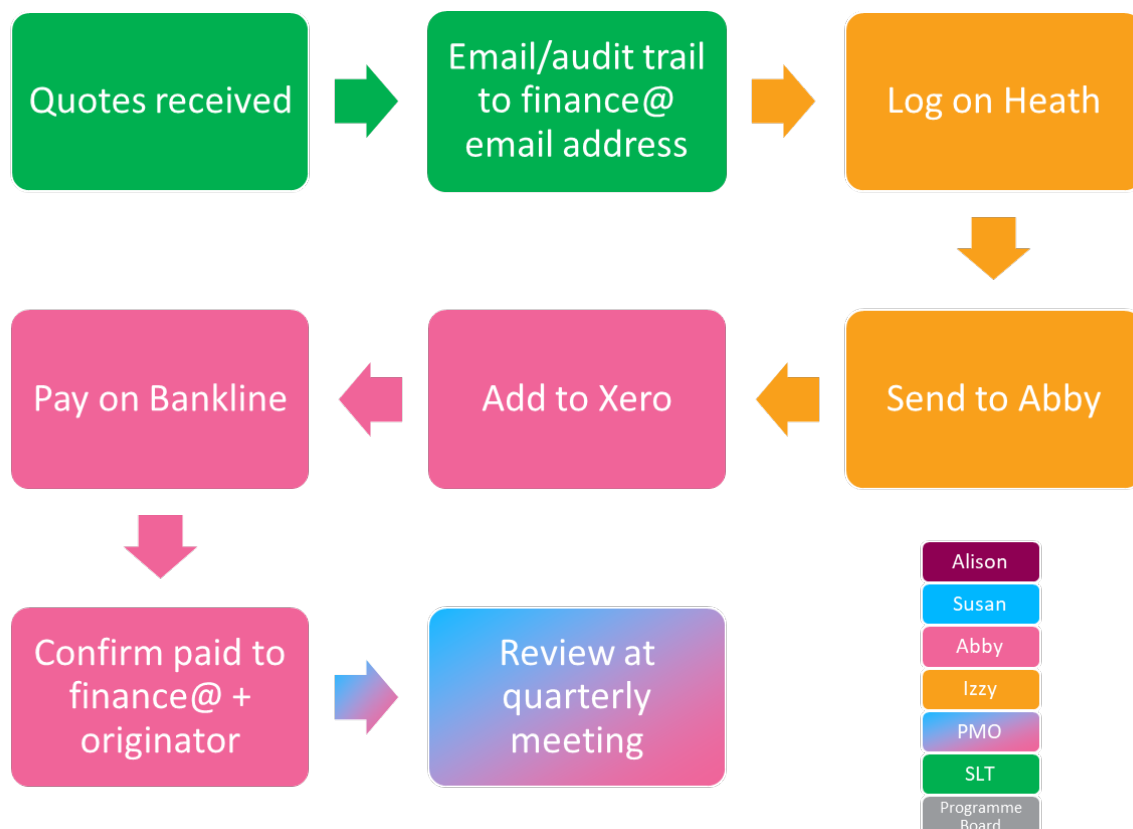 Quotes received
Email/audit trail
to finance@
email address
Log on Heath
Pay on Bankline
Add to Xero
Send to Abby
Confirm paid to
finance@ +
originator
Review at
quarterly
meeting
Alison
Susan
Abby
Izzy
PMO
SLT
Programme
Board